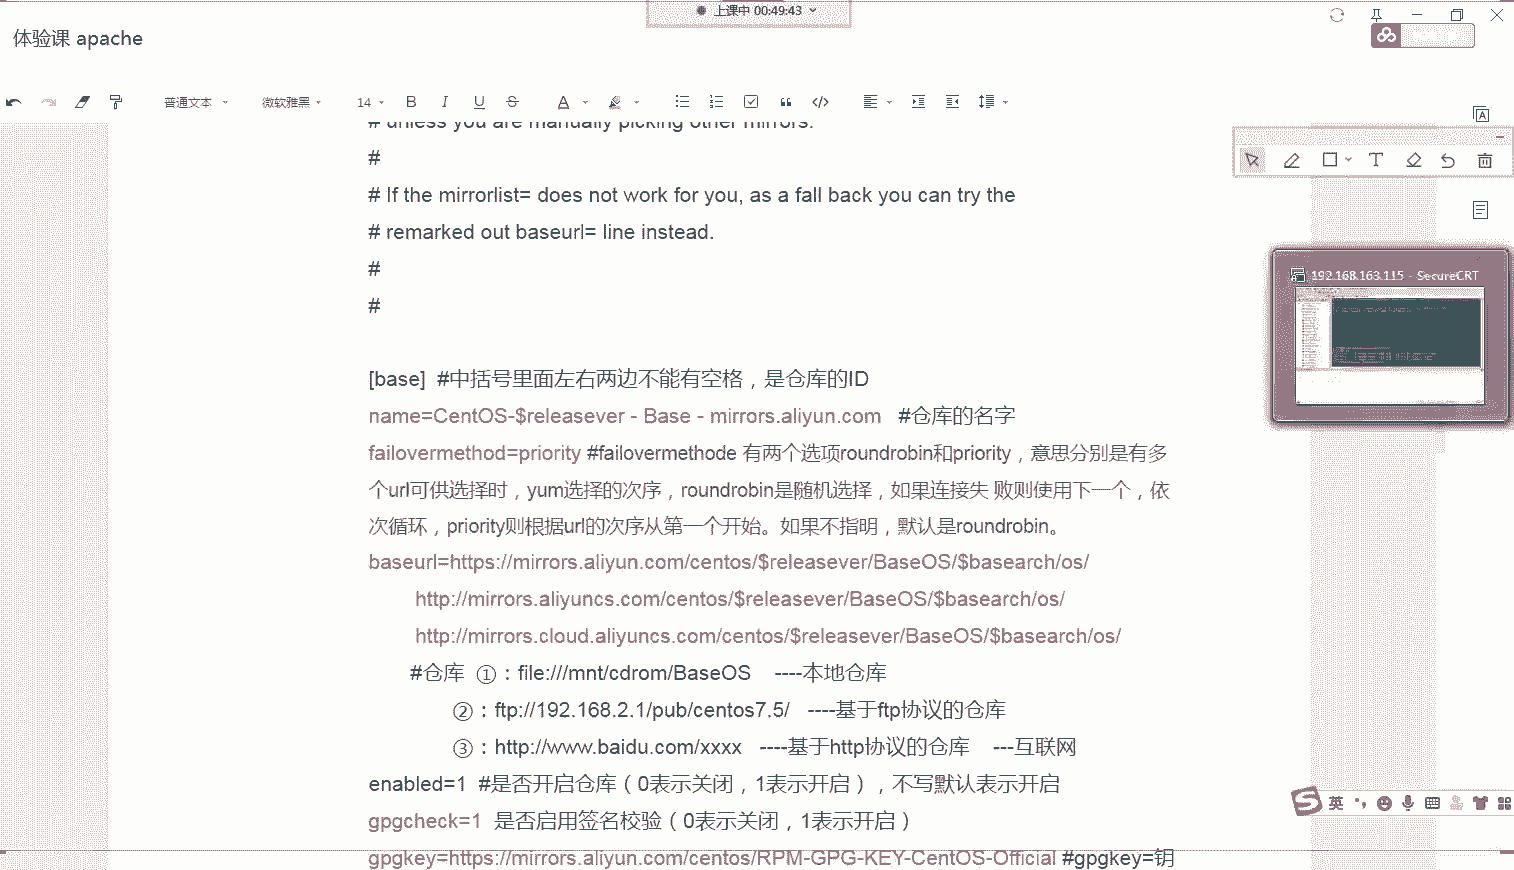 上课中 00:49:43
体验课 apache
普通文本
微软雅黑
14
B I U S A
# unless you are manually picking other mirrors.
#
# If the mirrorlist= does not work for you, as a fall back you can try the
# remarked out baseurl= line instead.
#
#
192.168.163.115 - SecureCRT
[base]  #中括号里面左右两边不能有空格，是仓库的ID
name=CentOS-$releasever - Base - mirrors.aliyun.com   #仓库的名字
failovermethod=priority #failovermethode 有两个选项roundrobin和priority，意思分别是有多
个url可供选择时，yum选择的次序，roundrobin是随机选择，如果连接失 败则使用下一个，依
次循环，priority则根据url的次序从第一个开始。如果不指明，默认是roundrobin。
baseurl=https://mirrors.aliyun.com/centos/$releasever/BaseOS/$basearch/os/
http://mirrors.aliyuncs.com/centos/$releasever/BaseOS/$basearch/os/
http://mirrors.cloud.aliyuncs.com/centos/$releasever/BaseOS/$basearch/os/
#仓库 ①：file:///mnt/cdrom/BaseOS    ----本地仓库
②：ftp://192.168.2.1/pub/centos7.5/   ----基于ftp协议的仓库
③：http://www.baidu.com/xxxx   ----基于http协议的仓库    ---互联网
enabled=1  #是否开启仓库（0表示关闭，1表示开启），不写默认表示开启
英
gpgcheck=1  是否启用签名校验（0表示关闭，1表示开启）
gpgkey=https://mirrors.aliyun.com/centos/RPM-GPG-KEY-CentOS-Official #gpgkey=钥